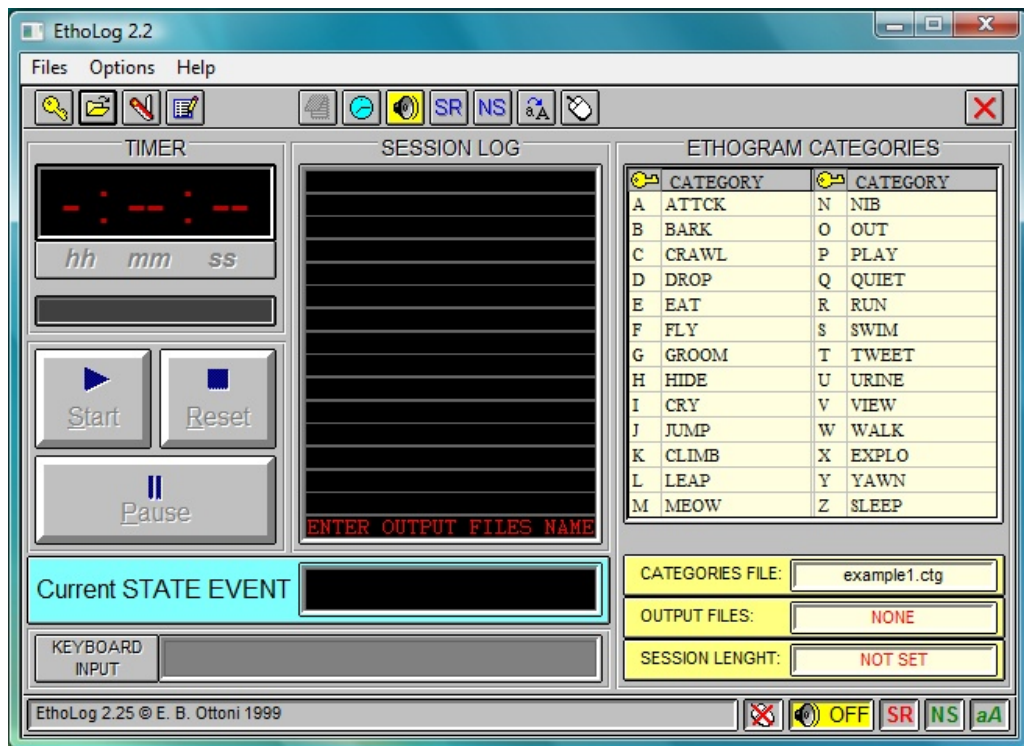 EthoLog 2.2
Files Options Help
SR NS aA
TIMER
- : -- : --
hh mm ss
Start
Reset
Pause
SESSION LOG
ENTER OUTPUT FILES NAME
ETHOGRAM CATEGORIES
CATEGORY CATEGORY
A ATTCK N NIB
B BARK O OUT
C CRAWL P PLAY
D DROP Q QUIET
E EAT R RUN
F FLY S SWIM
G GROOM T TWEET
H HIDE U URINE
I CRY V VIEW
J JUMP W WALK
K CLIMB X EXPLO
L LEAP Y YAWN
M MEOW Z SLEEP
Current STATE EVENT
KEYBOARD
INPUT
CATEGORIES FILE: example1.ctg
OUTPUT FILES: NONE
SESSION LENGHT: NOT SET
EthoLog 2.25 © E. B. Ottoni 1999
OFF SR NS aA